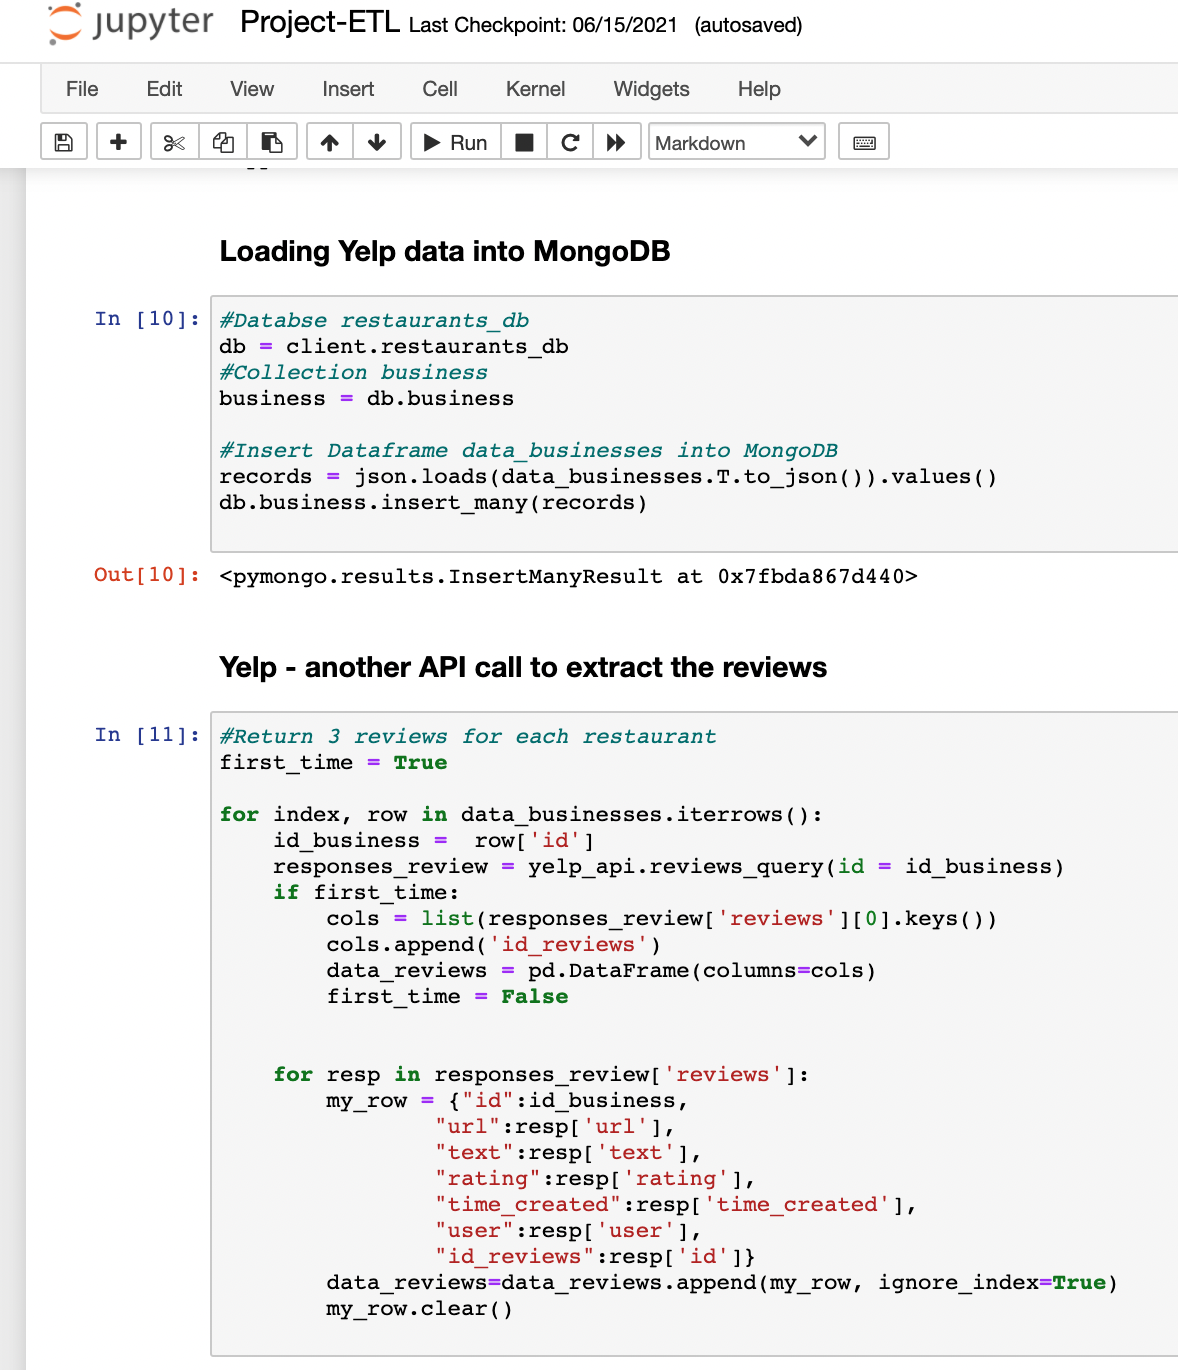 jupyter Project-ETL Last Checkpoint: 06/15/2021 (autosaved)
File Edit View Insert Cell Kernel Widgets Help
Run Markdown
Loading Yelp data into MongoDB
In [10]:
#Databse restaurants_db
db = client.restaurants_db
#Collection business
business = db.business
#Insert Dataframe data_businesses into MongoDB
records = json.loads(data_businesses.T.to_json()).values()
db.business.insert_many(records)
Out[10]: <pymongo.results.InsertManyResult at 0x7fbda867d440>
Yelp - another API call to extract the reviews
In [11]:
#Return 3 reviews for each restaurant
first_time = True
for index, row in data_businesses.iterrows():
    id_business =  row['id']
    responses_review = yelp_api.reviews_query(id = id_business)
    if first_time:
        cols = list(responses_review['reviews'][0].keys())
        cols.append('id_reviews')
        data_reviews = pd.DataFrame(columns=cols)
        first_time = False
    for resp in responses_review['reviews']:
        my_row = {"id":id_business,
                "url":resp['url'],
                "text":resp['text'],
                "rating":resp['rating'],
                "time_created":resp['time_created'],
                "user":resp['user'],
                "id_reviews":resp['id']}
        data_reviews=data_reviews.append(my_row, ignore_index=True)
        my_row.clear()